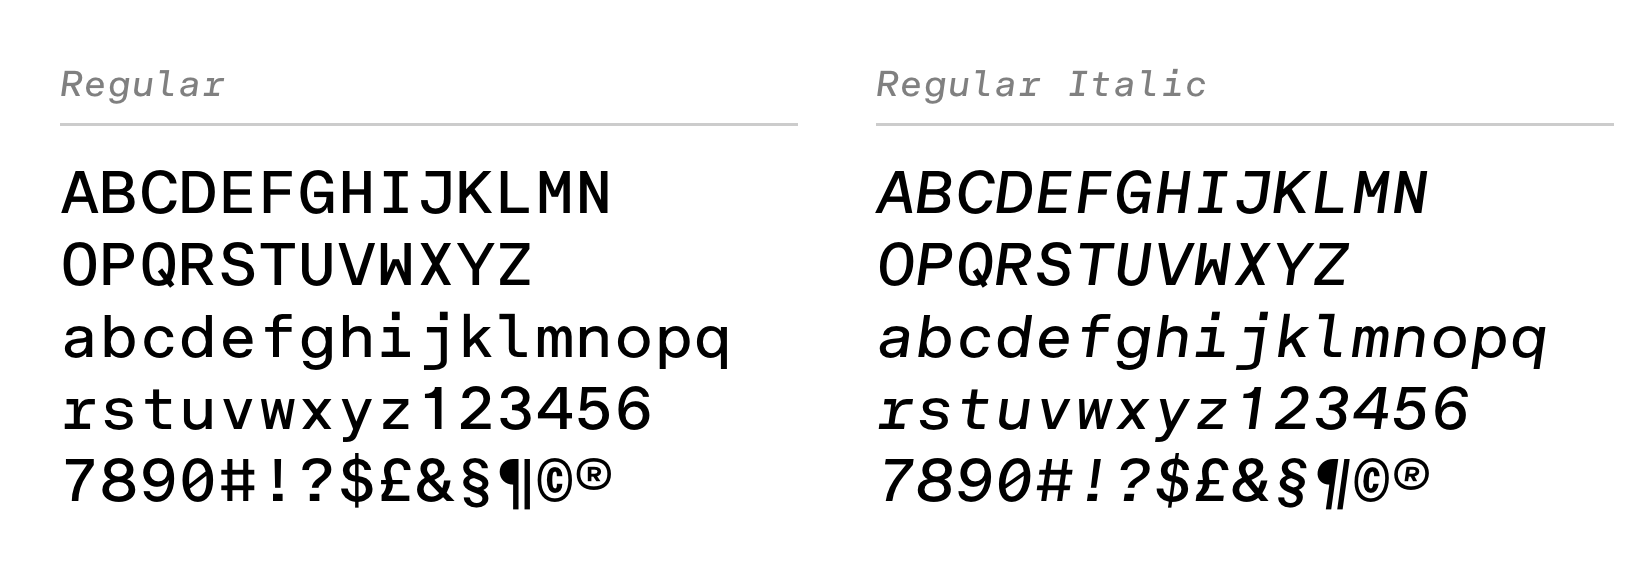 Regular
ABCDEFGHIJKLMN
OPQRSTUVWXYZ
abcdefghijklmnopq
rstuvwxyz123456
7890#!?$£&§¶©®
Regular Italic
ABCDEFGHIJKLMN
OPQRSTUVWXYZ
abcdefghijklmnopq
rstuvwxyz123456
7890#!?$£&§¶©®